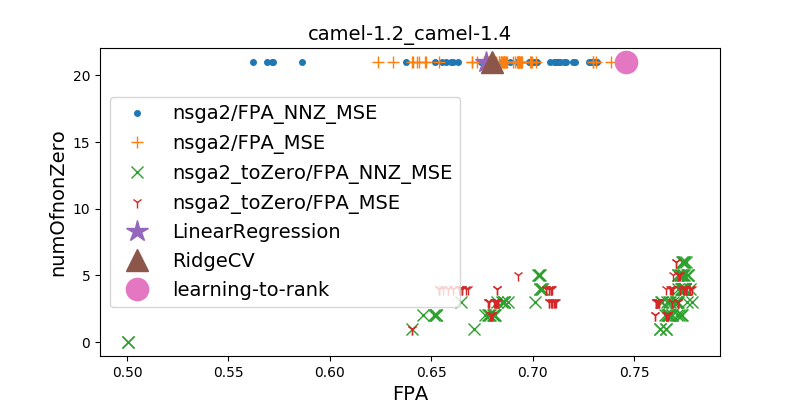 camel-1.2_camel-1.4
numOfnonZero
20
15
10
5
0
nsga2/FPA_NNZ_MSE
nsga2/FPA_MSE
nsga2_toZero/FPA_NNZ_MSE
nsga2_toZero/FPA_MSE
LinearRegression
RidgeCV
learning-to-rank
0.50 0.55 0.60 0.65 0.70 0.75
FPA